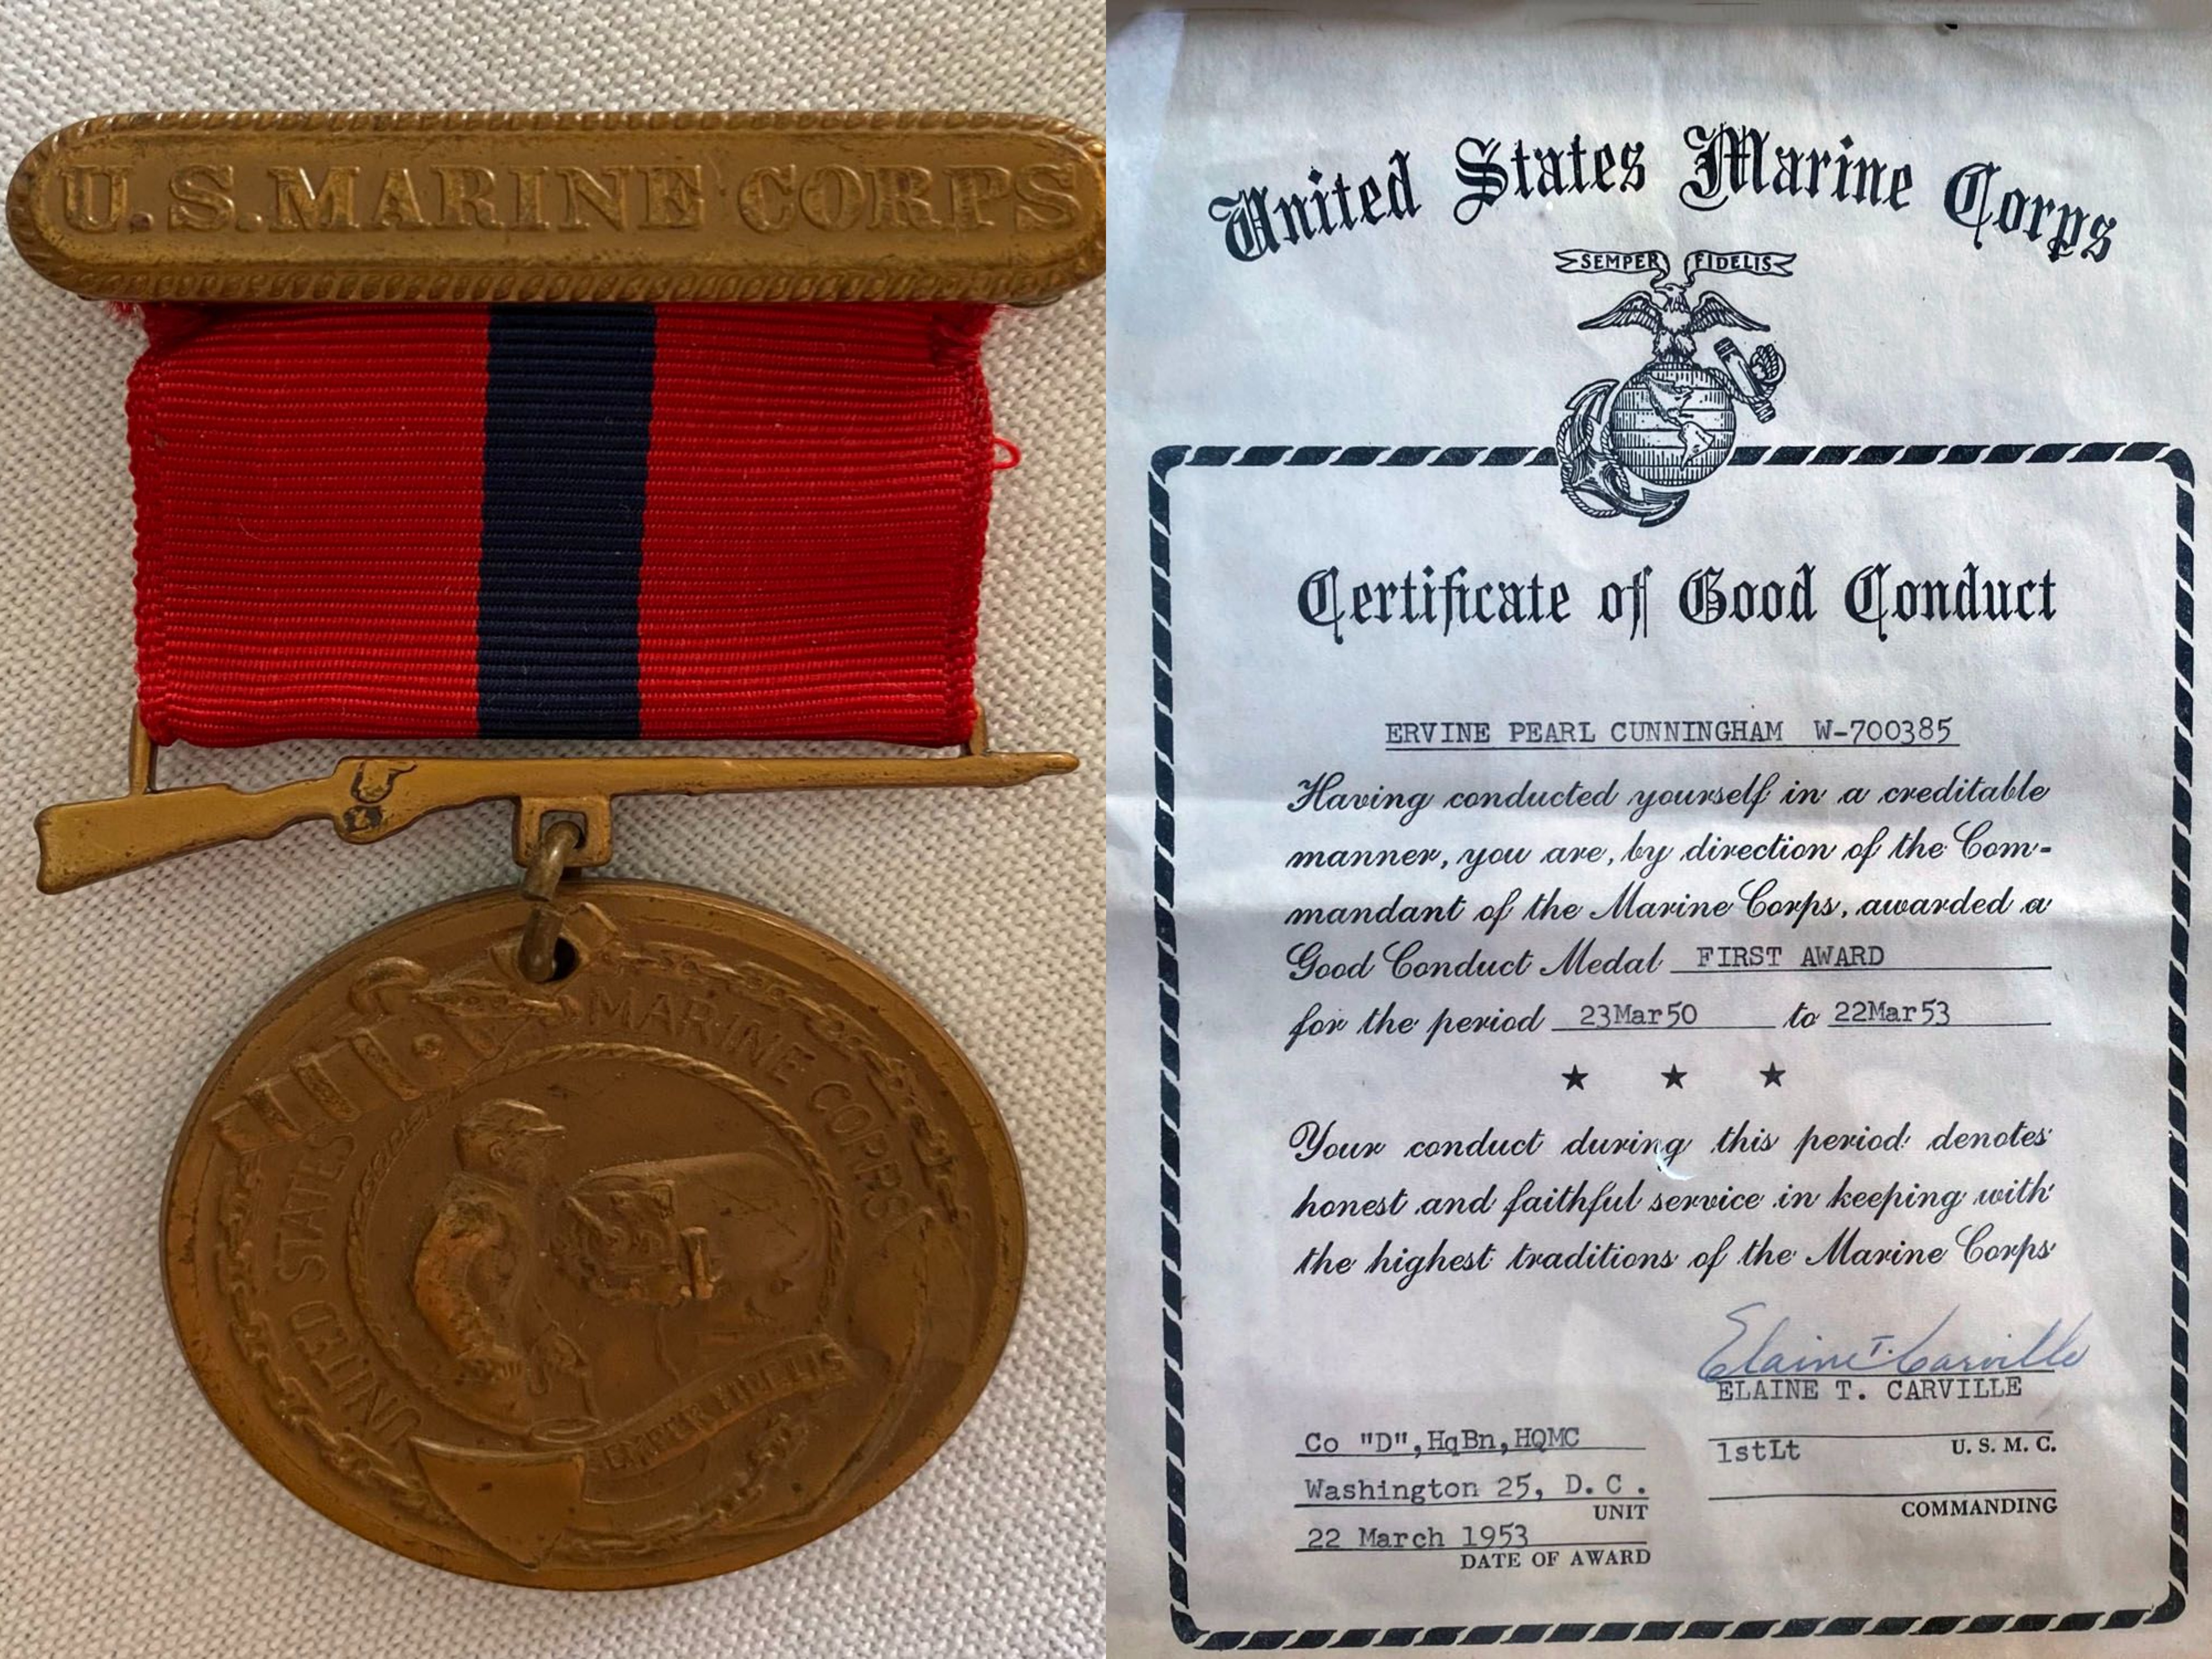 U.S. MARINE CORPS
UNITED STATES MARINE CORPS
SEMPER FIDELIS
United States Marine Corps
SEMPER FIDELIS
Certificate of Good Conduct
ERVINE PEARL CUNNINGHAM W-700385
Having conducted yourself in a creditable
manner, you are, by direction of the Com-
mandant of the Marine Corps, awarded a
Good Conduct Medal FIRST AWARD
for the period 23Mar50 to 22Mar53
★ ★ ★
Your conduct during this period denotes
honest and faithful service in keeping with
the highest traditions of the Marine Corps
Elaine T. Carville
ELAINE T. CARVILLE
Co "D", HqBn, HQMC
1stLt U. S. M. C.
Washington 25, D. C.
UNIT
COMMANDING
22 March 1953
DATE OF AWARD